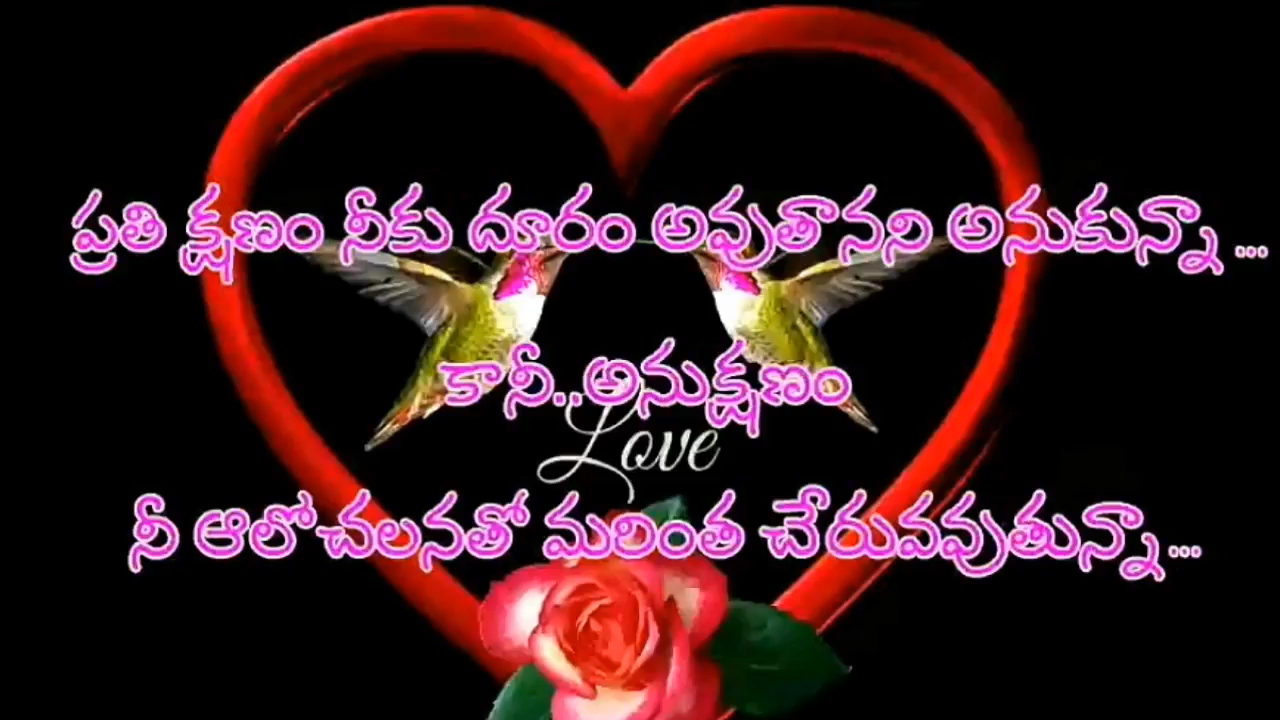 ప్రతి క్షణం నీకు దూరం అవుతానని అనుకున్నా...
కానీ..అనుక్షణం
Love
నీ ఆలోచలనతో మరింత చేరువవుతున్నా...